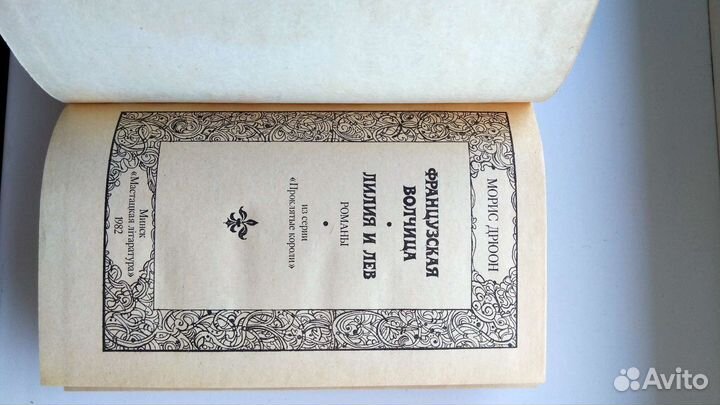 МОРИС ДРЮОН
ФРАНЦУЗСКАЯ
ВОЛЧИЦА
•
ЛИЛИЯ И ЛЕВ
•
РОМАНЫ
из серии
«Проклятые короли»
Минск
«Мастацкая літаратура»
1982
Avito